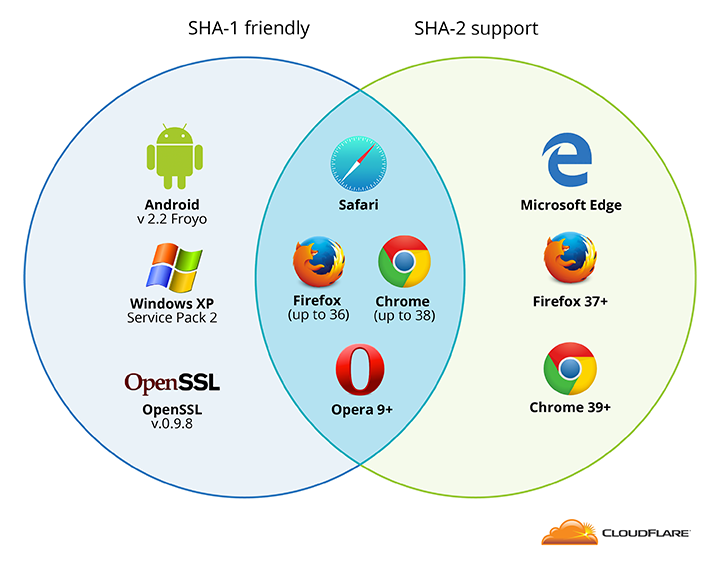 SHA-1 friendly
SHA-2 support
Android
v 2.2 Froyo
Safari
Microsoft Edge
Windows XP
Service Pack 2
Firefox
(up to 36)
Chrome
(up to 38)
Firefox 37+
OpenSSL
OpenSSL
v.0.9.8
Opera 9+
Chrome 39+
CLOUDFLARE